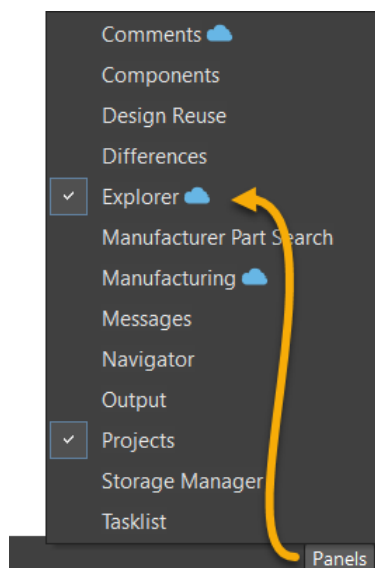 Comments
Components
Design Reuse
Differences
Explorer
Manufacturer Part Search
Manufacturing
Messages
Navigator
Output
Projects
Storage Manager
Tasklist
Panels